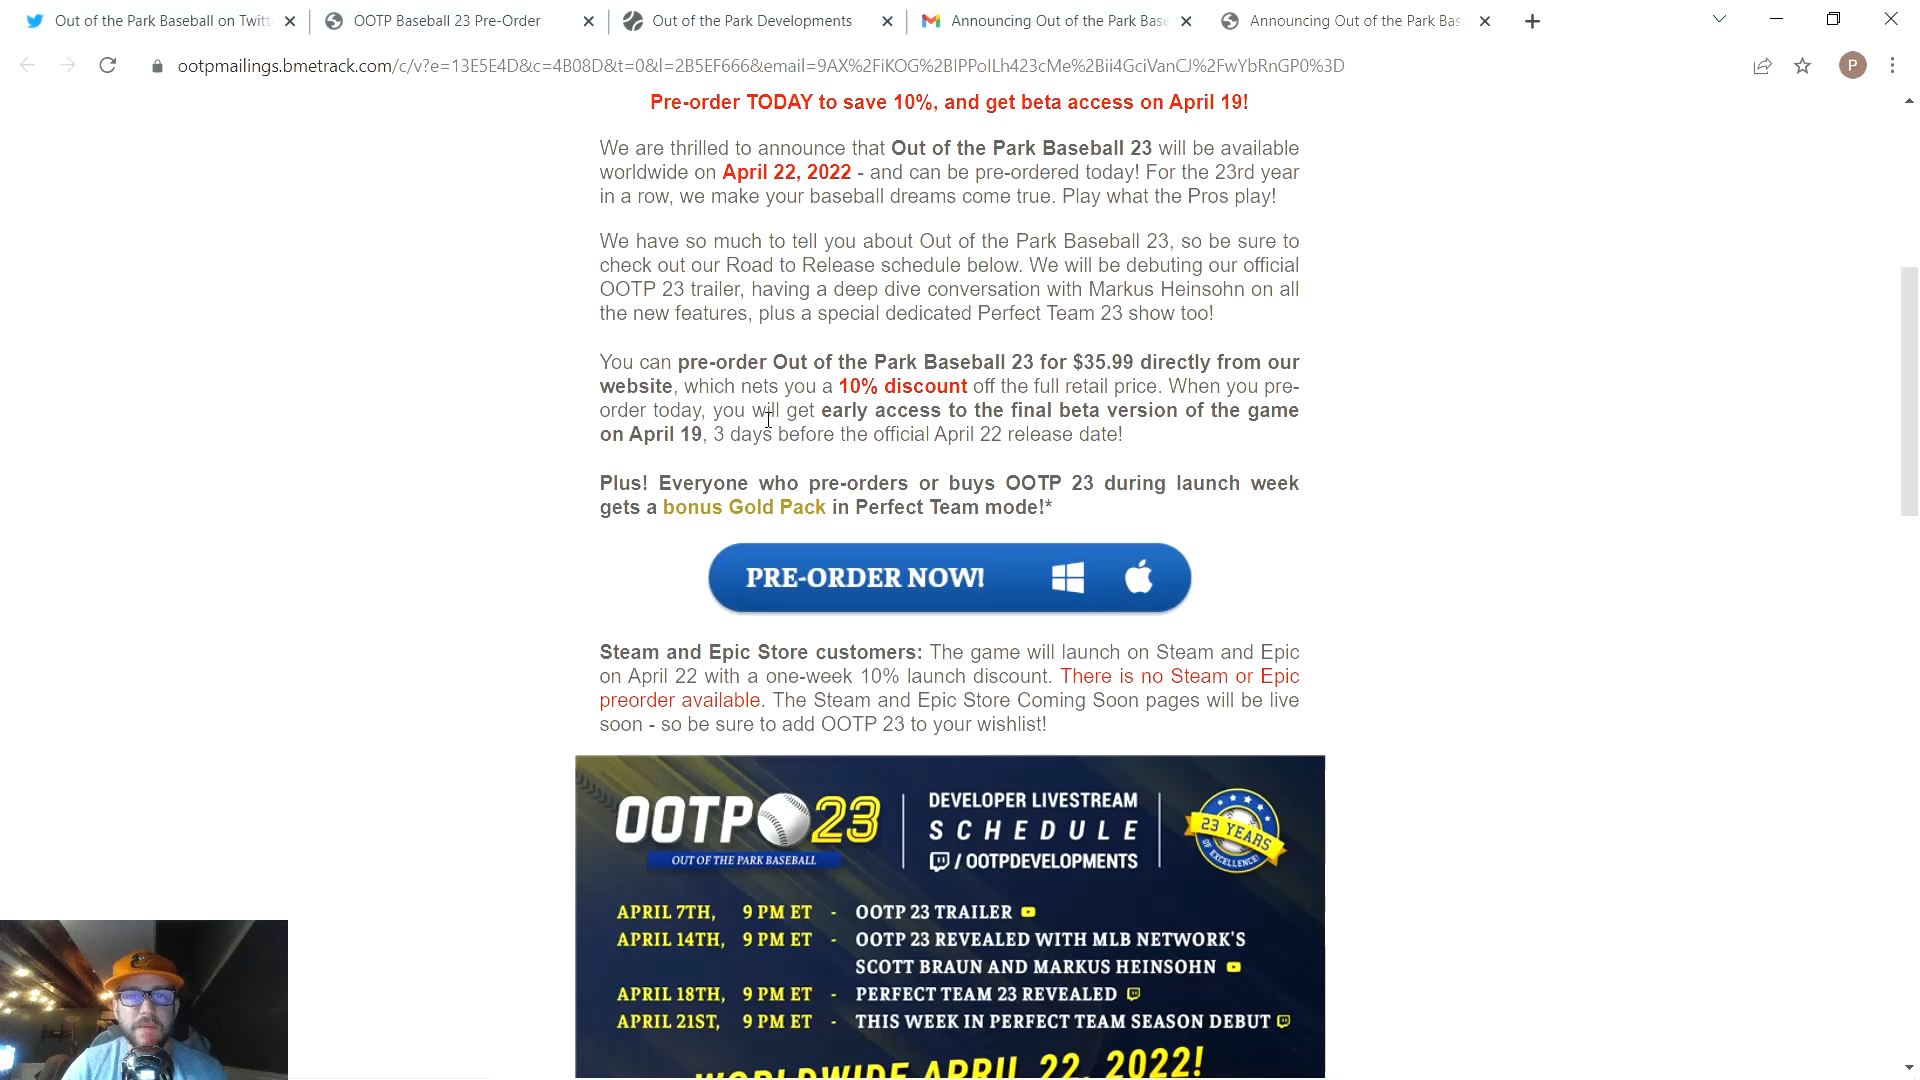 Out of the Park Baseball on Twitt
OOTP Baseball 23 Pre-Order
Out of the Park Developments
Announcing Out of the Park Base
Announcing Out of the Park Bas
ootpmailings.bmetrack.com/c/v?e=13E5E4D&c=4B08D&t=0&l=2B5EF666&email=9AX%2FiKOG%2BIPPoILh423cMe%2Bii4GciVanCJ%2FwYbRnGP0%3D
P
Pre-order TODAY to save 10%, and get beta access on April 19!
We are thrilled to announce that Out of the Park Baseball 23 will be available
worldwide on April 22, 2022 - and can be pre-ordered today! For the 23rd year
in a row, we make your baseball dreams come true. Play what the Pros play!
We have so much to tell you about Out of the Park Baseball 23, so be sure to
check out our Road to Release schedule below. We will be debuting our official
OOTP 23 trailer, having a deep dive conversation with Markus Heinsohn on all
the new features, plus a special dedicated Perfect Team 23 show too!
You can pre-order Out of the Park Baseball 23 for $35.99 directly from our
website, which nets you a 10% discount off the full retail price. When you pre-
order today, you will get early access to the final beta version of the game
on April 19, 3 days before the official April 22 release date!
Plus! Everyone who pre-orders or buys OOTP 23 during launch week
gets a bonus Gold Pack in Perfect Team mode!*
PRE-ORDER NOW!
Steam and Epic Store customers: The game will launch on Steam and Epic
on April 22 with a one-week 10% launch discount. There is no Steam or Epic
preorder available. The Steam and Epic Store Coming Soon pages will be live
soon - so be sure to add OOTP 23 to your wishlist!
OOTP 23
OUT OF THE PARK BASEBALL
DEVELOPER LIVESTREAM
SCHEDULE
/ OOTPDEVELOPMENTS
23 YEARS
OF EXCELLENCE!
APRIL 7TH, 9 PM ET - OOTP 23 TRAILER
APRIL 14TH, 9 PM ET - OOTP 23 REVEALED WITH MLB NETWORK'S
SCOTT BRAUN AND MARKUS HEINSOHN
APRIL 18TH, 9 PM ET - PERFECT TEAM 23 REVEALED
APRIL 21ST, 9 PM ET - THIS WEEK IN PERFECT TEAM SEASON DEBUT
WORLDWIDE APRIL 22, 2022!